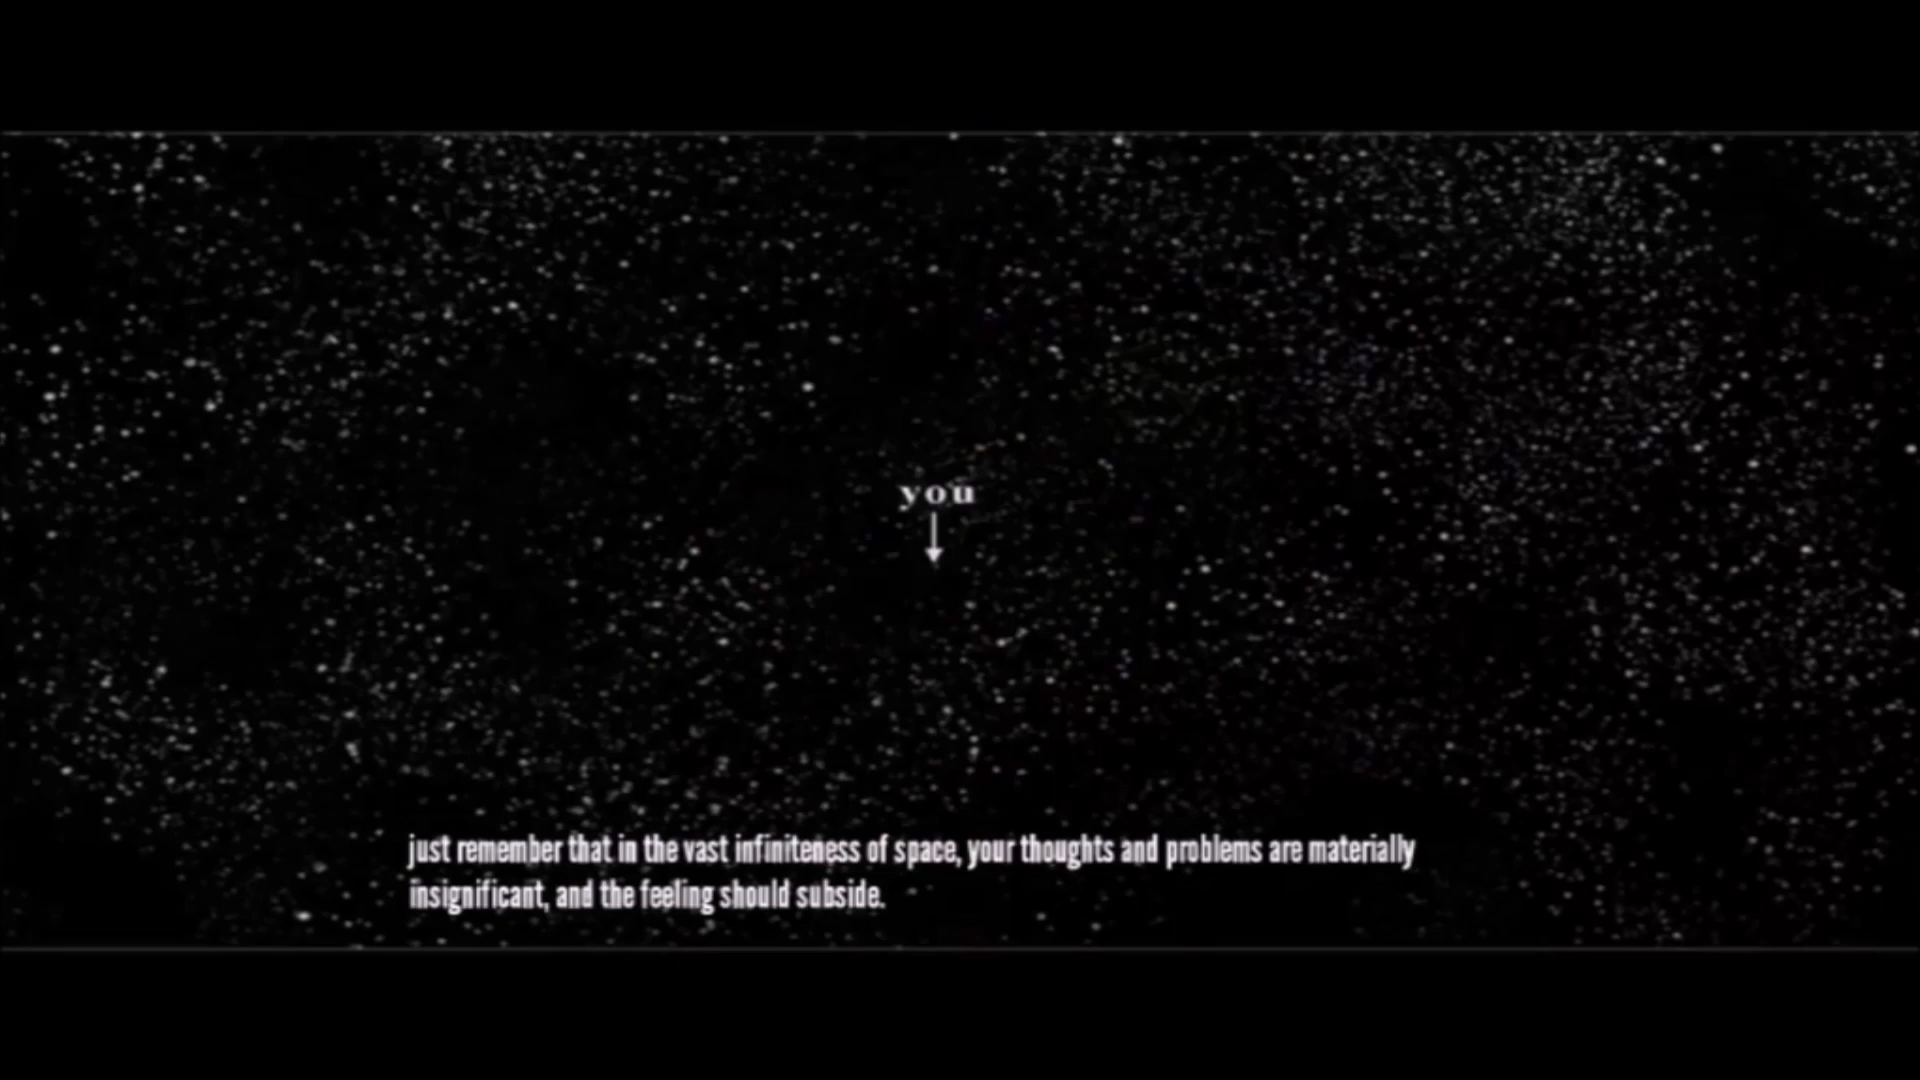 you
just remember that in the vast infiniteness of space, your thoughts and problems are materially
insignificant, and the feeling should subside.